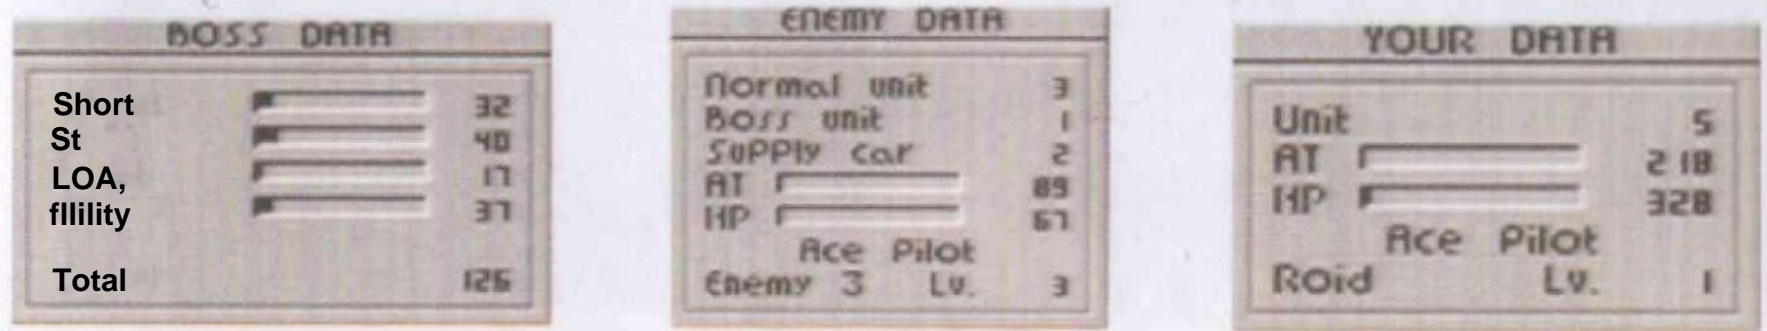 BOSS DATA
Short 32
St 40
LOA, 17
fllility 37
Total 126
ENEMY DATA
Normal unit 3
Boss unit 1
Supply car 2
AT 89
HP 67
Ace Pilot
Enemy 3 Lv. 3
YOUR DATA
Unit 5
AT 218
HP 328
Ace Pilot
ROid Lv. 1